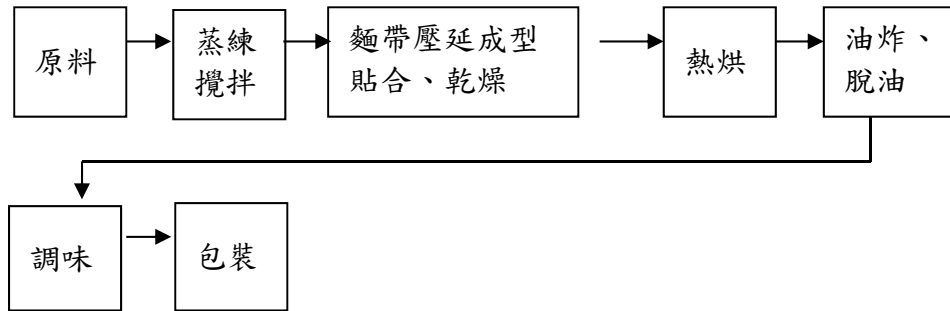 原料
蒸練
攪拌
麵帶壓延成型
貼合、乾燥
熱烘
油炸、
脫油
調味
包裝